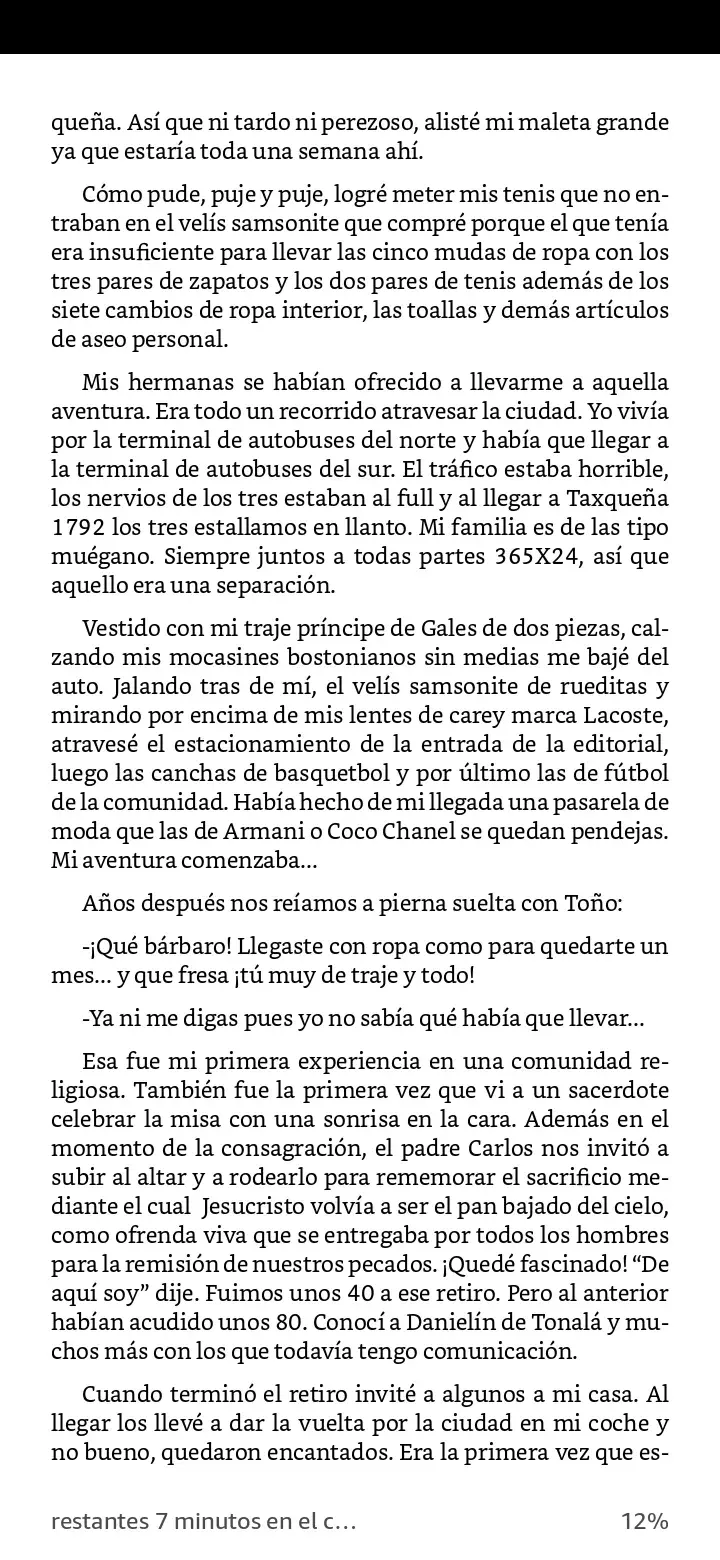 queña. Así que ni tardo ni perezoso, alisté mi maleta grande
ya que estaría toda una semana ahí.
Cómo pude, puje y puje, logré meter mis tenis que no en-
traban en el velís samsonite que compré porque el que tenía
era insuficiente para llevar las cinco mudas de ropa con los
tres pares de zapatos y los dos pares de tenis además de los
siete cambios de ropa interior, las toallas y demás artículos
de aseo personal.
Mis hermanas se habían ofrecido a llevarme a aquella
aventura. Era todo un recorrido atravesar la ciudad. Yo vivía
por la terminal de autobuses del norte y había que llegar a
la terminal de autobuses del sur. El tráfico estaba horrible,
los nervios de los tres estaban al full y al llegar a Taxqueña
1792 los tres estallamos en llanto. Mi familia es de las tipo
muégano. Siempre juntos a todas partes 365X24, así que
aquello era una separación.
Vestido con mi traje príncipe de Gales de dos piezas, cal-
zando mis mocasines bostonianos sin medias me bajé del
auto. Jalando tras de mí, el velís samsonite de rueditas y
mirando por encima de mis lentes de carey marca Lacoste,
atravesé el estacionamiento de la entrada de la editorial,
luego las canchas de basquetbol y por último las de fútbol
de la comunidad. Había hecho de mi llegada una pasarela de
moda que las de Armani o Coco Chanel se quedan pendejas.
Mi aventura comenzaba...
Años después nos reíamos a pierna suelta con Toño:
-¡Qué bárbaro! Llegaste con ropa como para quedarte un
mes... y que fresa ¡tú muy de traje y todo!
-Ya ni me digas pues yo no sabía qué había que llevar...
Esa fue mi primera experiencia en una comunidad re-
ligiosa. También fue la primera vez que vi a un sacerdote
celebrar la misa con una sonrisa en la cara. Además en el
momento de la consagración, el padre Carlos nos invitó a
subir al altar y a rodearlo para rememorar el sacrificio me-
diante el cual  Jesucristo volvía a ser el pan bajado del cielo,
como ofrenda viva que se entregaba por todos los hombres
para la remisión de nuestros pecados. ¡Quedé fascinado! “De
aquí soy” dije. Fuimos unos 40 a ese retiro. Pero al anterior
habían acudido unos 80. Conocí a Danielín de Tonalá y mu-
chos más con los que todavía tengo comunicación.
Cuando terminó el retiro invité a algunos a mi casa. Al
llegar los llevé a dar la vuelta por la ciudad en mi coche y
no bueno, quedaron encantados. Era la primera vez que es-
restantes 7 minutos en el c... 12%